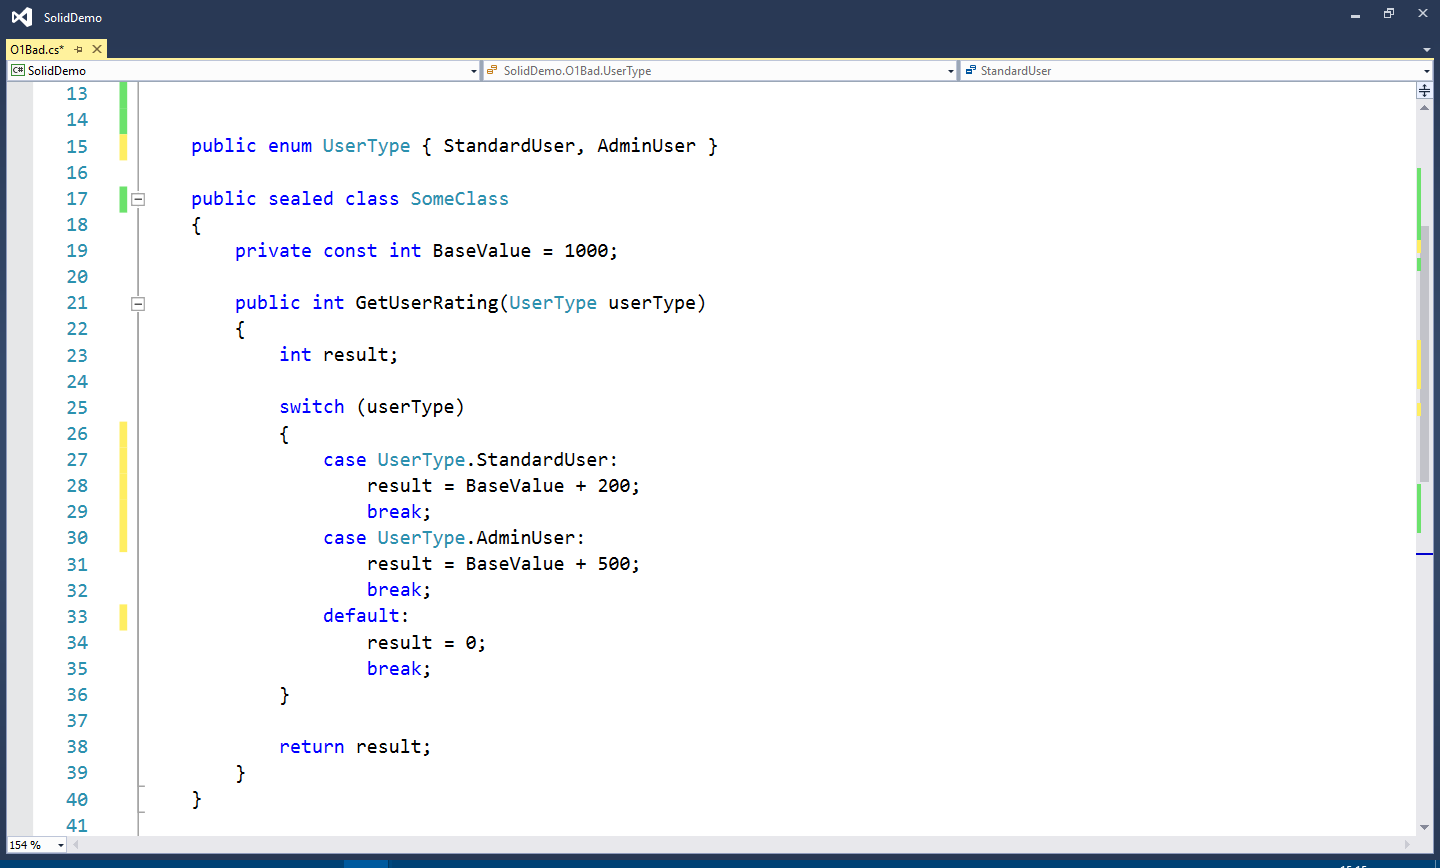 SolidDemo
O1Bad.cs*
C# SolidDemo
SolidDemo.O1Bad.UserType
StandardUser
13
14
15 public enum UserType { StandardUser, AdminUser }
16
17 public sealed class SomeClass
18 {
19 private const int BaseValue = 1000;
20
21 public int GetUserRating(UserType userType)
22 {
23 int result;
24
25 switch (userType)
26 {
27 case UserType.StandardUser:
28 result = BaseValue + 200;
29 break;
30 case UserType.AdminUser:
31 result = BaseValue + 500;
32 break;
33 default:
34 result = 0;
35 break;
36 }
37
38 return result;
39 }
40 }
41
154 %